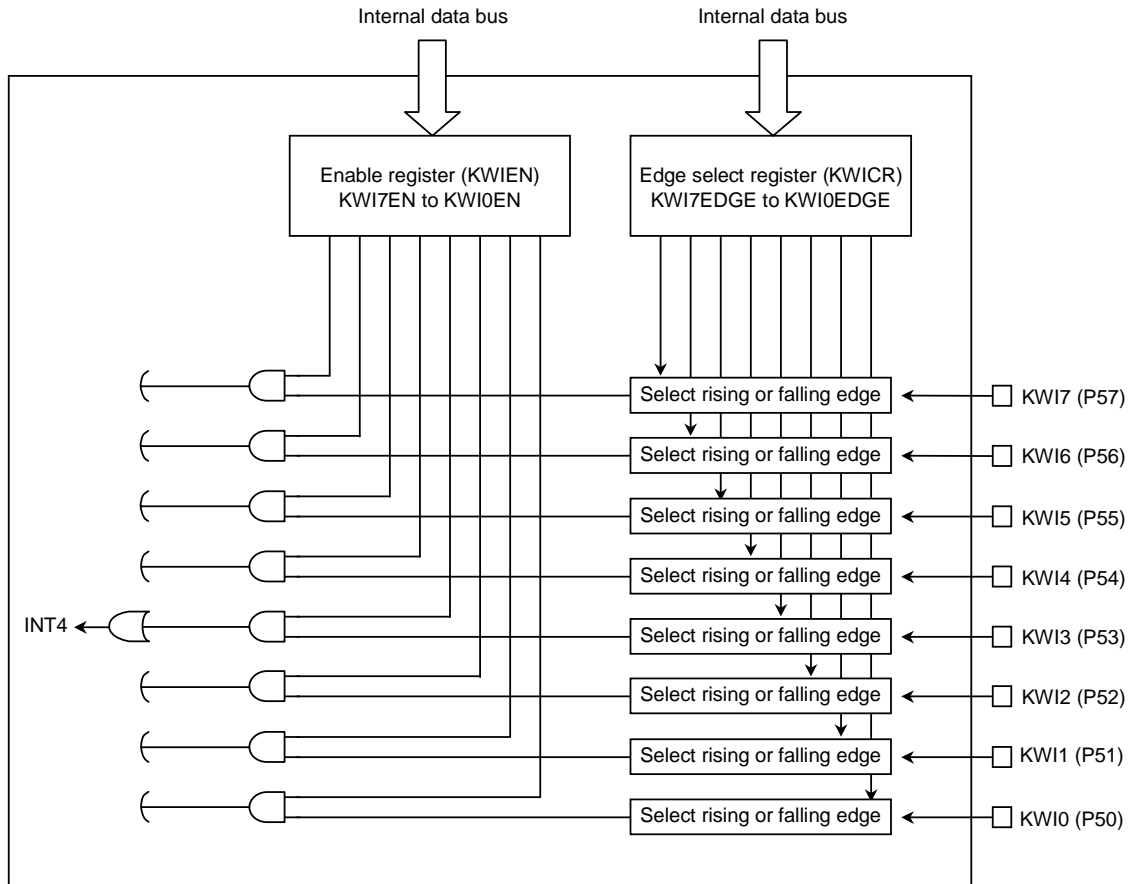 Internal data bus
Internal data bus
Enable register (KWIEN)
KWI7EN to KWI0EN
Edge select register (KWICR)
KWI7EDGE to KWI0EDGE
Select rising or falling edge
KWI7 (P57)
Select rising or falling edge
KWI6 (P56)
Select rising or falling edge
KWI5 (P55)
Select rising or falling edge
KWI4 (P54)
INT4
Select rising or falling edge
KWI3 (P53)
Select rising or falling edge
KWI2 (P52)
Select rising or falling edge
KWI1 (P51)
Select rising or falling edge
KWI0 (P50)